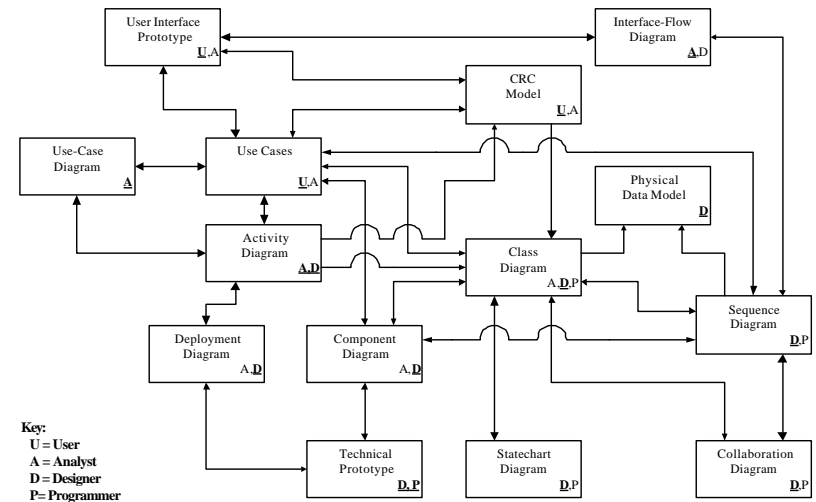 User Interface
Prototype
U,A
Interface-Flow
Diagram
A,D
CRC
Model
U,A
Use-Case
Diagram
A
Use Cases
U,A
Physical
Data Model
D
Activity
Diagram
A,D
Class
Diagram
A,D,P
Sequence
Diagram
D,P
Deployment
Diagram
A,D
Component
Diagram
A,D
Technical
Prototype
D, P
Statechart
Diagram
D,P
Collaboration
Diagram
D,P
Key:
U = User
A = Analyst
D = Designer
P= Programmer